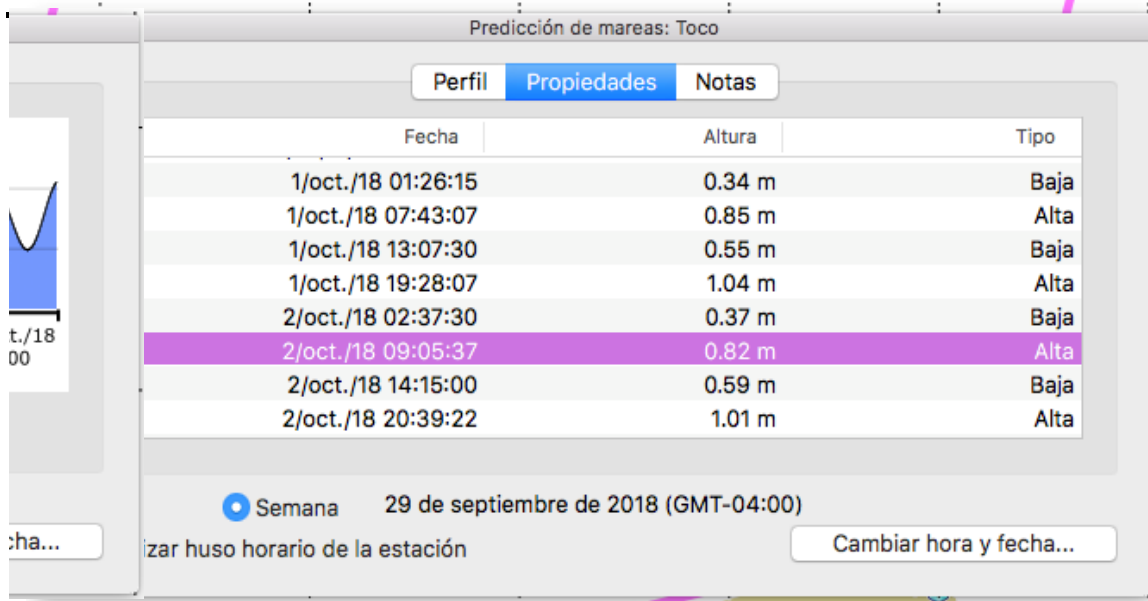 Predicción de mareas: Toco
Perfil Propiedades Notas
Fecha Altura Tipo
1/oct./18 01:26:15 0.34 m Baja
1/oct./18 07:43:07 0.85 m Alta
1/oct./18 13:07:30 0.55 m Baja
1/oct./18 19:28:07 1.04 m Alta
2/oct./18 02:37:30 0.37 m Baja
2/oct./18 09:05:37 0.82 m Alta
2/oct./18 14:15:00 0.59 m Baja
2/oct./18 20:39:22 1.01 m Alta
t./18
00
Semana 29 de septiembre de 2018 (GMT-04:00)
cha...
izar huso horario de la estación
Cambiar hora y fecha...